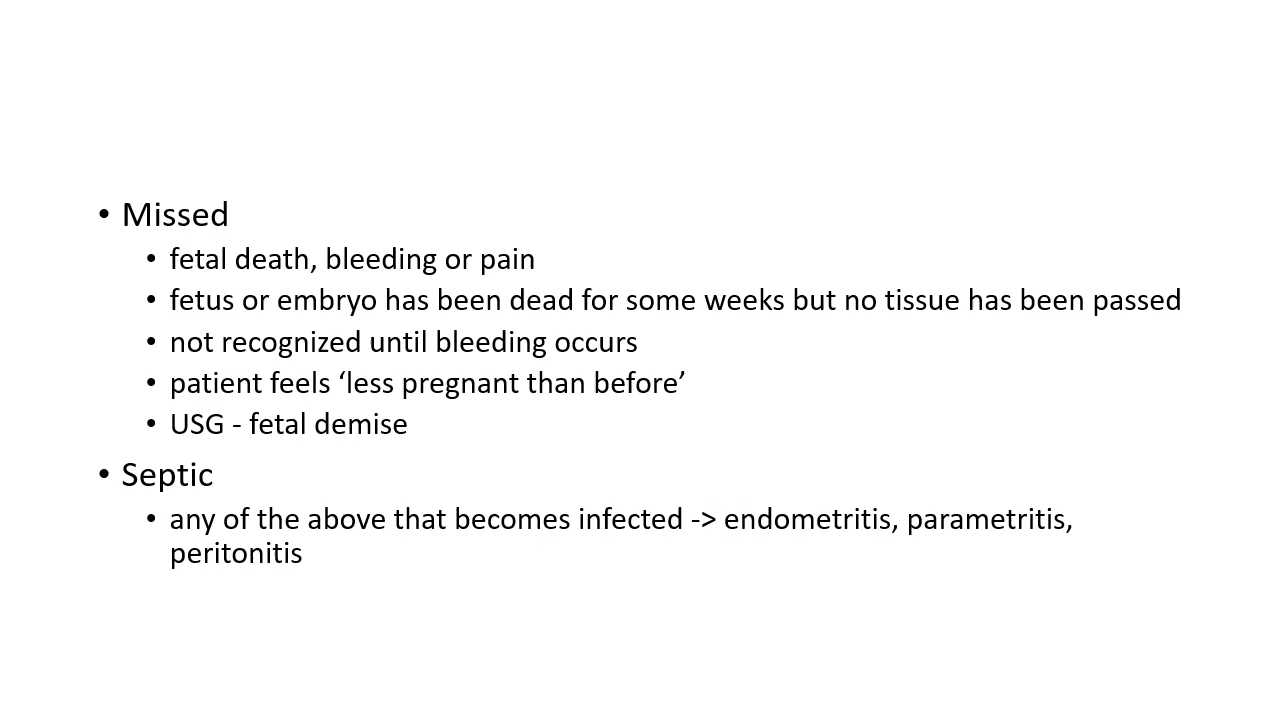 • Missed
• fetal death, bleeding or pain
• fetus or embryo has been dead for some weeks but no tissue has been passed
• not recognized until bleeding occurs
• patient feels ‘less pregnant than before’
• USG - fetal demise
• Septic
• any of the above that becomes infected -> endometritis, parametritis,
peritonitis